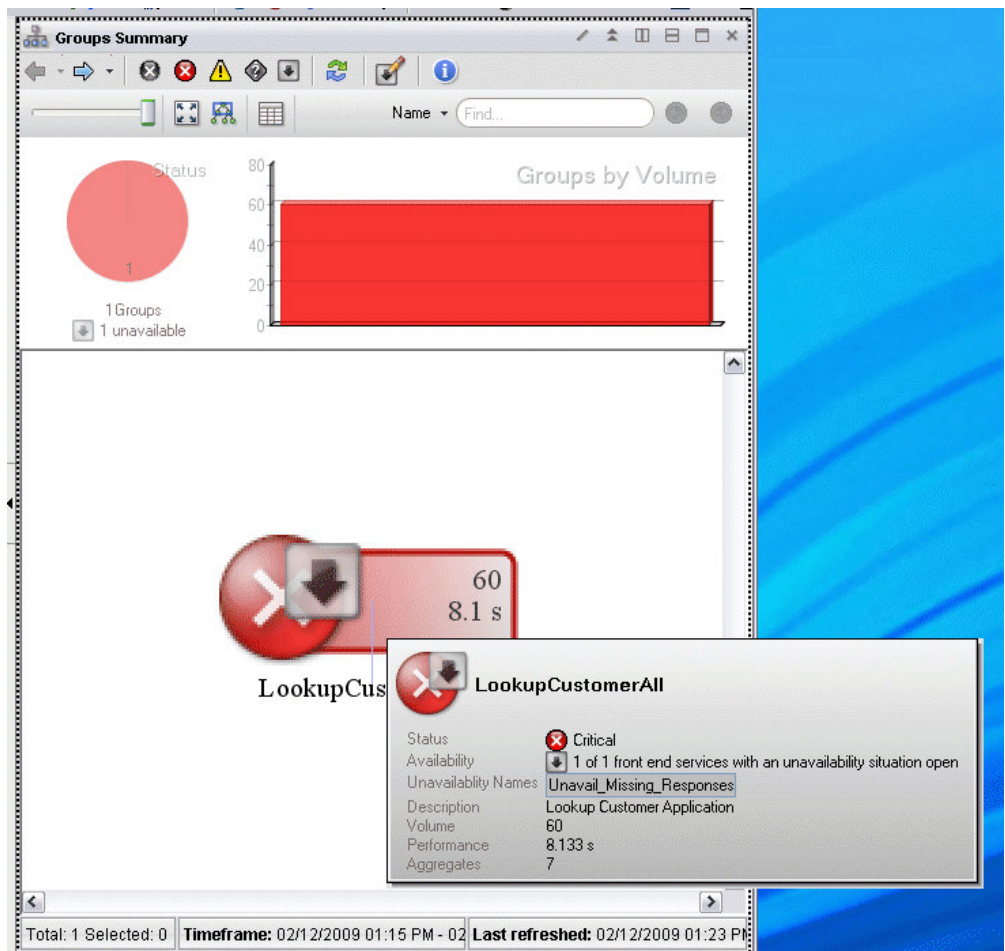 Groups Summary
Name Find...
Status
1
1Groups
1 unavailable
Groups by Volume
80
60
40
20
0
60
8.1 s
LookupCus
LookupCustomerAll
Status Critical
Availability 1 of 1 front end services with an unavailability situation open
Unavailablity Names Unavail_Missing_Responses
Description Lookup Customer Application
Volume 60
Performance 8.133 s
Aggregates 7
Total: 1 Selected: 0 Timeframe: 02/12/2009 01:15 PM - 02 Last refreshed: 02/12/2009 01:23 PM